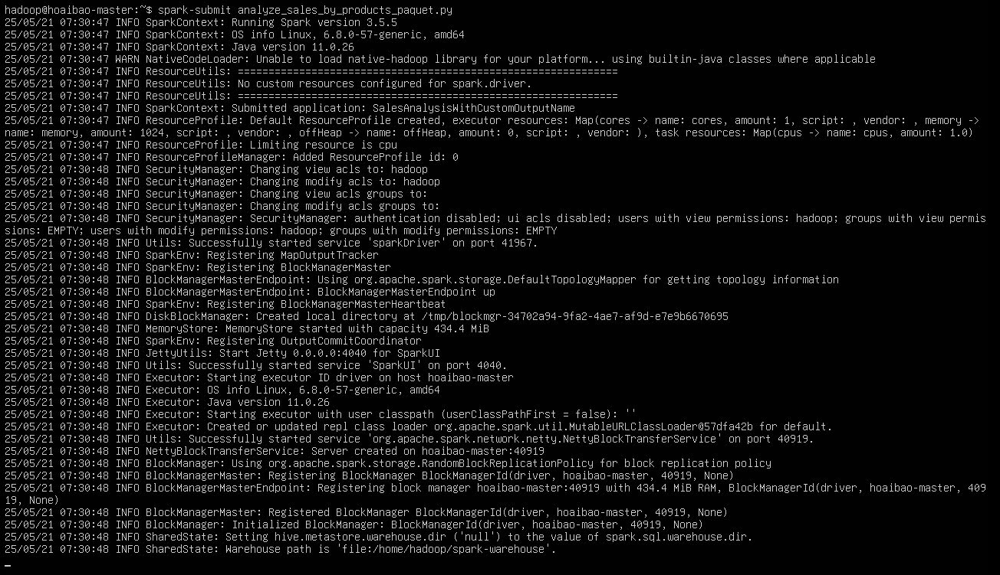 hadoop@hoaibao-master:~$ spark-submit analyze_sales_by_products_paquet.py
25/05/21 07:30:47 INFO SparkContext: Running Spark version 3.5.5
25/05/21 07:30:47 INFO SparkContext: OS info Linux, 6.8.0-57-generic, amd64
25/05/21 07:30:47 INFO SparkContext: Java version 11.0.26
25/05/21 07:30:47 WARN NativeCodeLoader: Unable to load native-hadoop library for your platform... using builtin-java classes where applicable
25/05/21 07:30:47 INFO ResourceUtils: ==============================================================
25/05/21 07:30:47 INFO ResourceUtils: No custom resources configured for spark.driver.
25/05/21 07:30:47 INFO ResourceUtils: ==============================================================
25/05/21 07:30:47 INFO SparkContext: Submitted application: SalesAnalysisWithCustomOutputName
25/05/21 07:30:47 INFO ResourceProfile: Default ResourceProfile created, executor resources: Map(cores -> name: cores, amount: 1, script: , vendor: , memory ->
name: memory, amount: 1024, script: , vendor: , offHeap -> name: offHeap, amount: 0, script: , vendor: ), task resources: Map(cpus -> name: cpus, amount: 1.0)
25/05/21 07:30:47 INFO ResourceProfile: Limiting resource is cpu
25/05/21 07:30:47 INFO ResourceProfileManager: Added ResourceProfile id: 0
25/05/21 07:30:48 INFO SecurityManager: Changing view acls to: hadoop
25/05/21 07:30:48 INFO SecurityManager: Changing modify acls to: hadoop
25/05/21 07:30:48 INFO SecurityManager: Changing view acls groups to:
25/05/21 07:30:48 INFO SecurityManager: Changing modify acls groups to:
25/05/21 07:30:48 INFO SecurityManager: SecurityManager: authentication disabled; ui acls disabled; users with view permissions: hadoop; groups with view permis
sions: EMPTY; users with modify permissions: hadoop; groups with modify permissions: EMPTY
25/05/21 07:30:48 INFO Utils: Successfully started service 'sparkDriver' on port 41967.
25/05/21 07:30:48 INFO SparkEnv: Registering MapOutputTracker
25/05/21 07:30:48 INFO SparkEnv: Registering BlockManagerMaster
25/05/21 07:30:48 INFO BlockManagerMasterEndpoint: Using org.apache.spark.storage.DefaultTopologyMapper for getting topology information
25/05/21 07:30:48 INFO BlockManagerMasterEndpoint: BlockManagerMasterEndpoint up
25/05/21 07:30:48 INFO SparkEnv: Registering BlockManagerMasterHeartbeat
25/05/21 07:30:48 INFO DiskBlockManager: Created local directory at /tmp/blockmgr-34702a94-9fa2-4ae7-af9d-e7e9b6670695
25/05/21 07:30:48 INFO MemoryStore: MemoryStore started with capacity 434.4 MiB
25/05/21 07:30:48 INFO SparkEnv: Registering OutputCommitCoordinator
25/05/21 07:30:48 INFO JettyUtils: Start Jetty 0.0.0.0:4040 for SparkUI
25/05/21 07:30:48 INFO Utils: Successfully started service 'SparkUI' on port 4040.
25/05/21 07:30:48 INFO Executor: Starting executor ID driver on host hoaibao-master
25/05/21 07:30:48 INFO Executor: OS info Linux, 6.8.0-57-generic, amd64
25/05/21 07:30:48 INFO Executor: Java version 11.0.26
25/05/21 07:30:48 INFO Executor: Starting executor with user classpath (userClassPathFirst = false): ''
25/05/21 07:30:48 INFO Executor: Created or updated repl class loader org.apache.spark.util.MutableURLClassLoader@57dfa42b for default.
25/05/21 07:30:48 INFO Utils: Successfully started service 'org.apache.spark.network.netty.NettyBlockTransferService' on port 40919.
25/05/21 07:30:48 INFO NettyBlockTransferService: Server created on hoaibao-master:40919
25/05/21 07:30:48 INFO BlockManager: Using org.apache.spark.storage.RandomBlockReplicationPolicy for block replication policy
25/05/21 07:30:48 INFO BlockManagerMaster: Registering BlockManager BlockManagerId(driver, hoaibao-master, 40919, None)
25/05/21 07:30:48 INFO BlockManagerMasterEndpoint: Registering block manager hoaibao-master:40919 with 434.4 MiB RAM, BlockManagerId(driver, hoaibao-master, 409
19, None)
25/05/21 07:30:48 INFO BlockManagerMaster: Registered BlockManager BlockManagerId(driver, hoaibao-master, 40919, None)
25/05/21 07:30:48 INFO BlockManager: Initialized BlockManager: BlockManagerId(driver, hoaibao-master, 40919, None)
25/05/21 07:30:48 INFO SharedState: Setting hive.metastore.warehouse.dir ('null') to the value of spark.sql.warehouse.dir.
25/05/21 07:30:48 INFO SharedState: Warehouse path is 'file:/home/hadoop/spark-warehouse'.